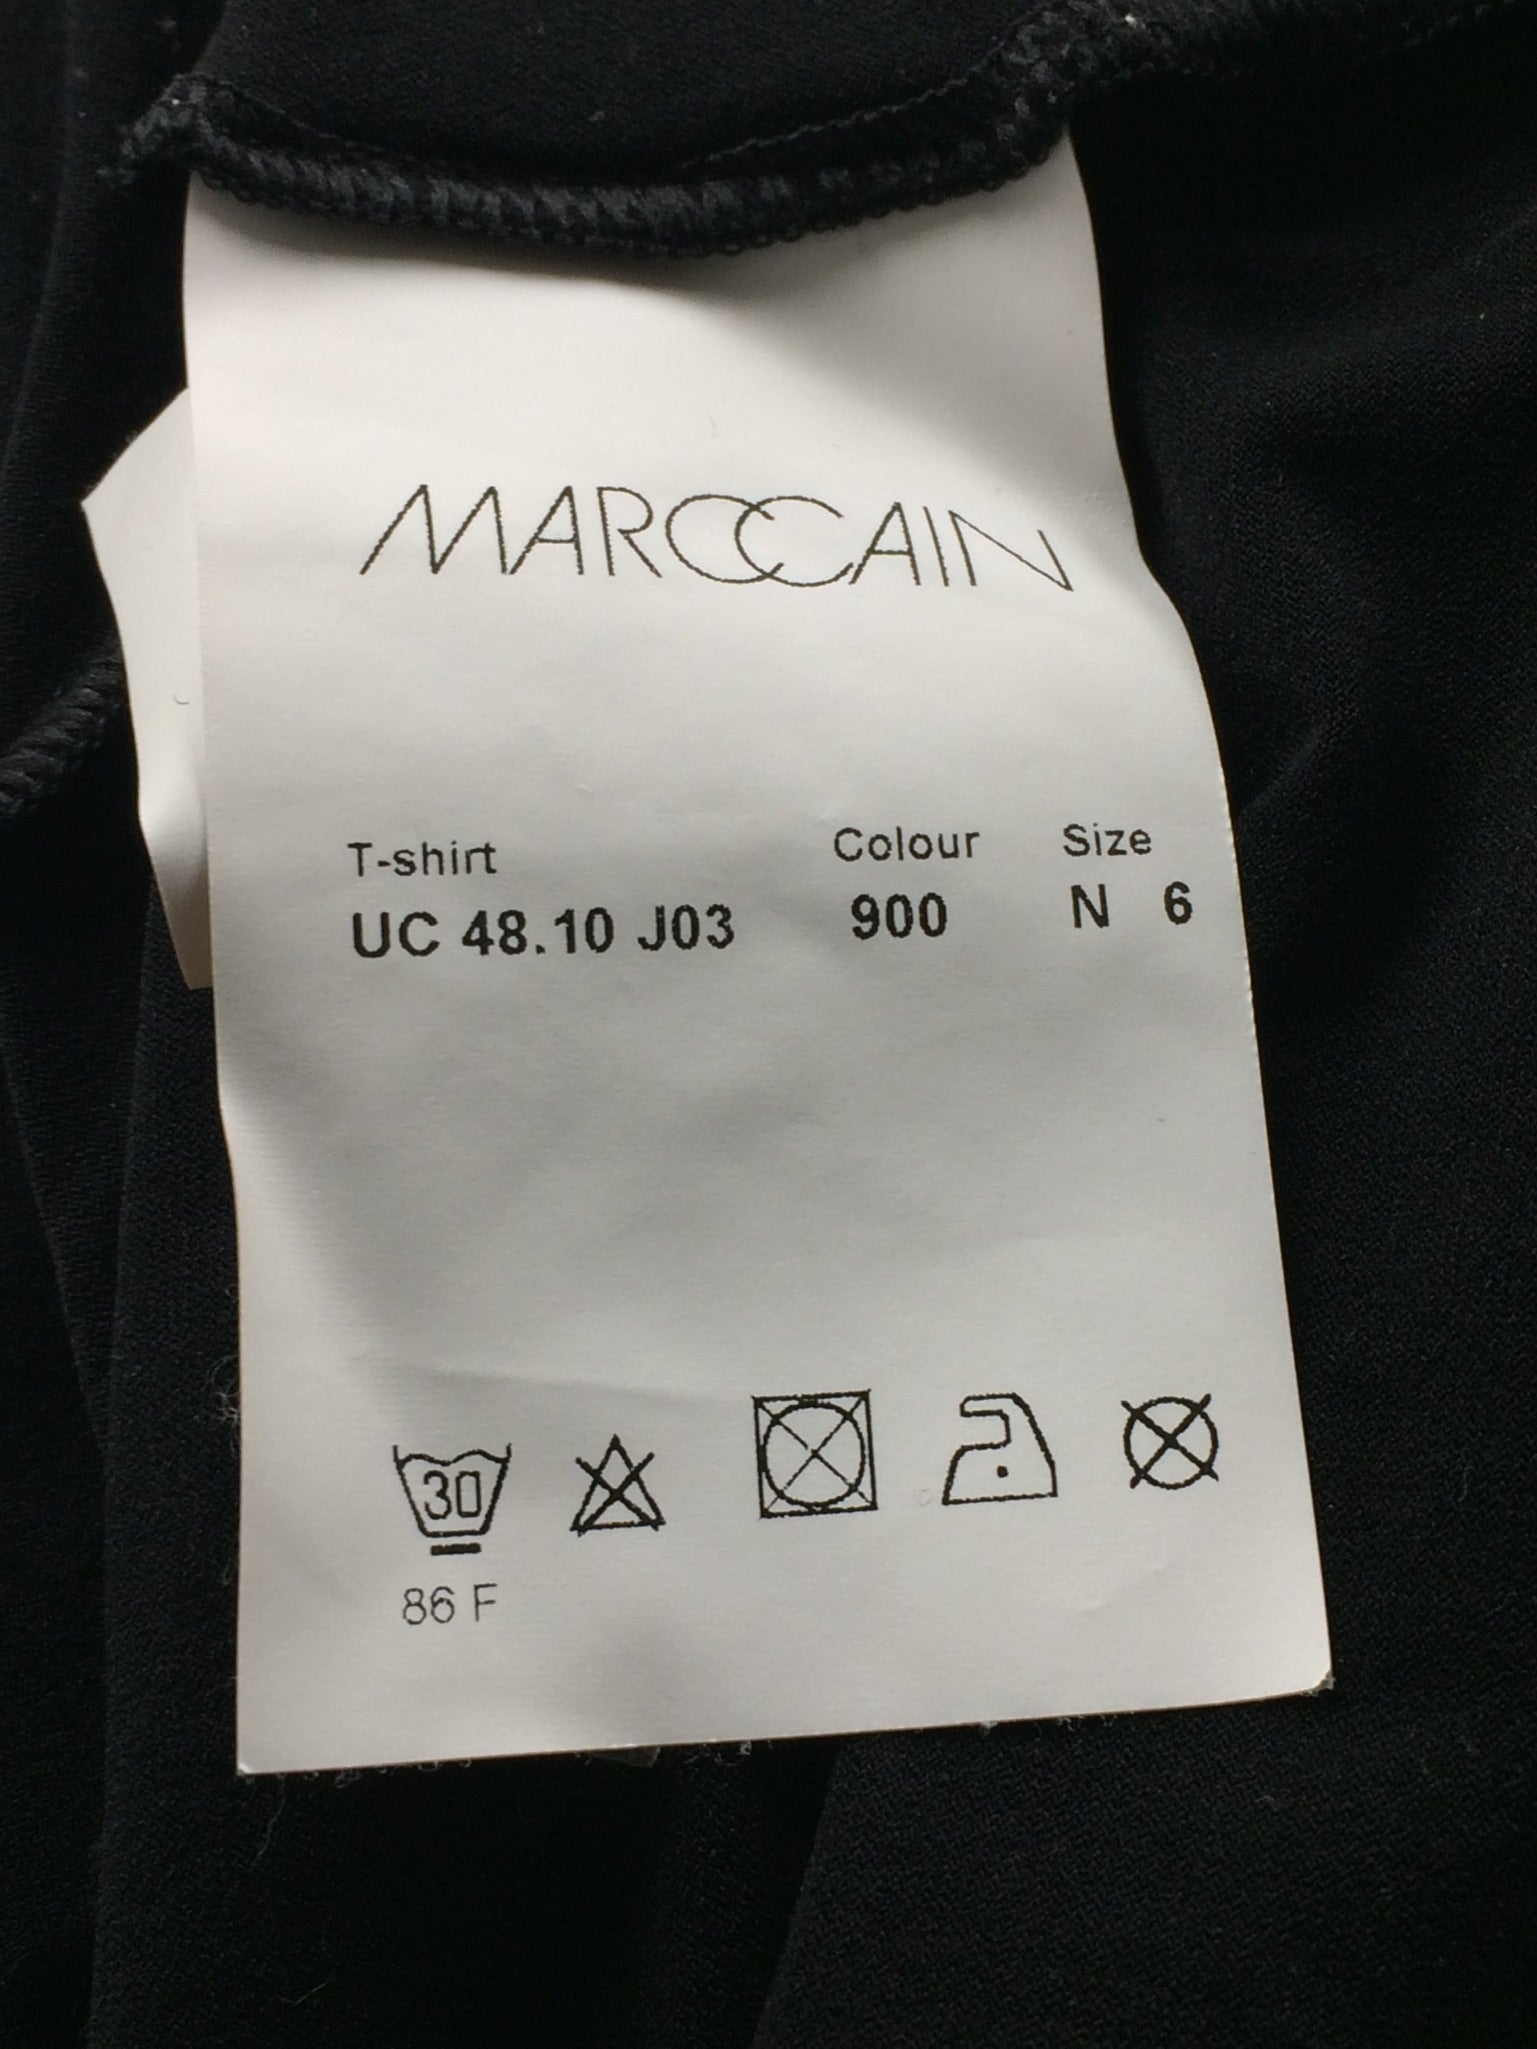 MARCCAIN
T-shirt Colour Size
UC 48.10 J03 900 N 6
30
86 F